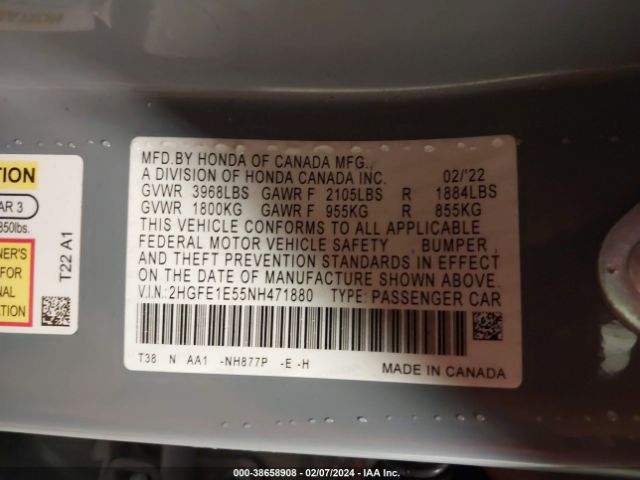 MFD.BY HONDA OF CANADA MFG.,
A DIVISION OF HONDA CANADA INC. 02/'22
GVWR 3968LBS GAWR F 2105LBS R 1884LBS
GVWR 1800KG GAWR F 955KG R 855KG
THIS VEHICLE CONFORMS TO ALL APPLICABLE
FEDERAL MOTOR VEHICLE SAFETY , BUMPER ,
AND THEFT PREVENTION STANDARDS IN EFFECT
ON THE DATE OF MANUFACTURE SHOWN ABOVE.
V.I.N.:2HGFE1E55NH471880 TYPE: PASSENGER CAR
T38 N AA1 -NH877P -E -H
MADE IN CANADA
TION
AR 3
350lbs.
NER'S
FOR
NAL
ATION
T22 A1
000-38658908 - 02/07/2024 - IAA Inc.